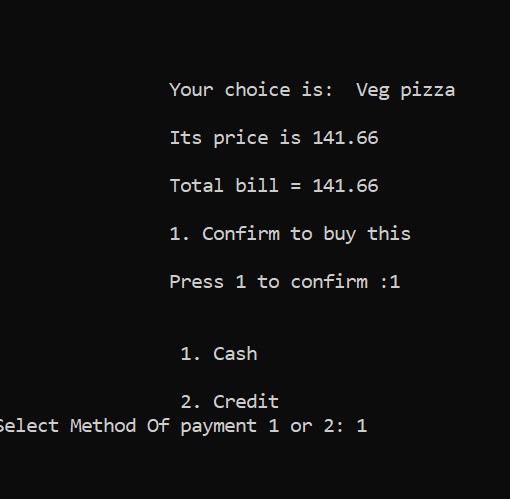 Your choice is:  Veg pizza
Its price is 141.66
Total bill = 141.66
1. Confirm to buy this
Press 1 to confirm :1
1. Cash
2. Credit
Select Method Of payment 1 or 2: 1